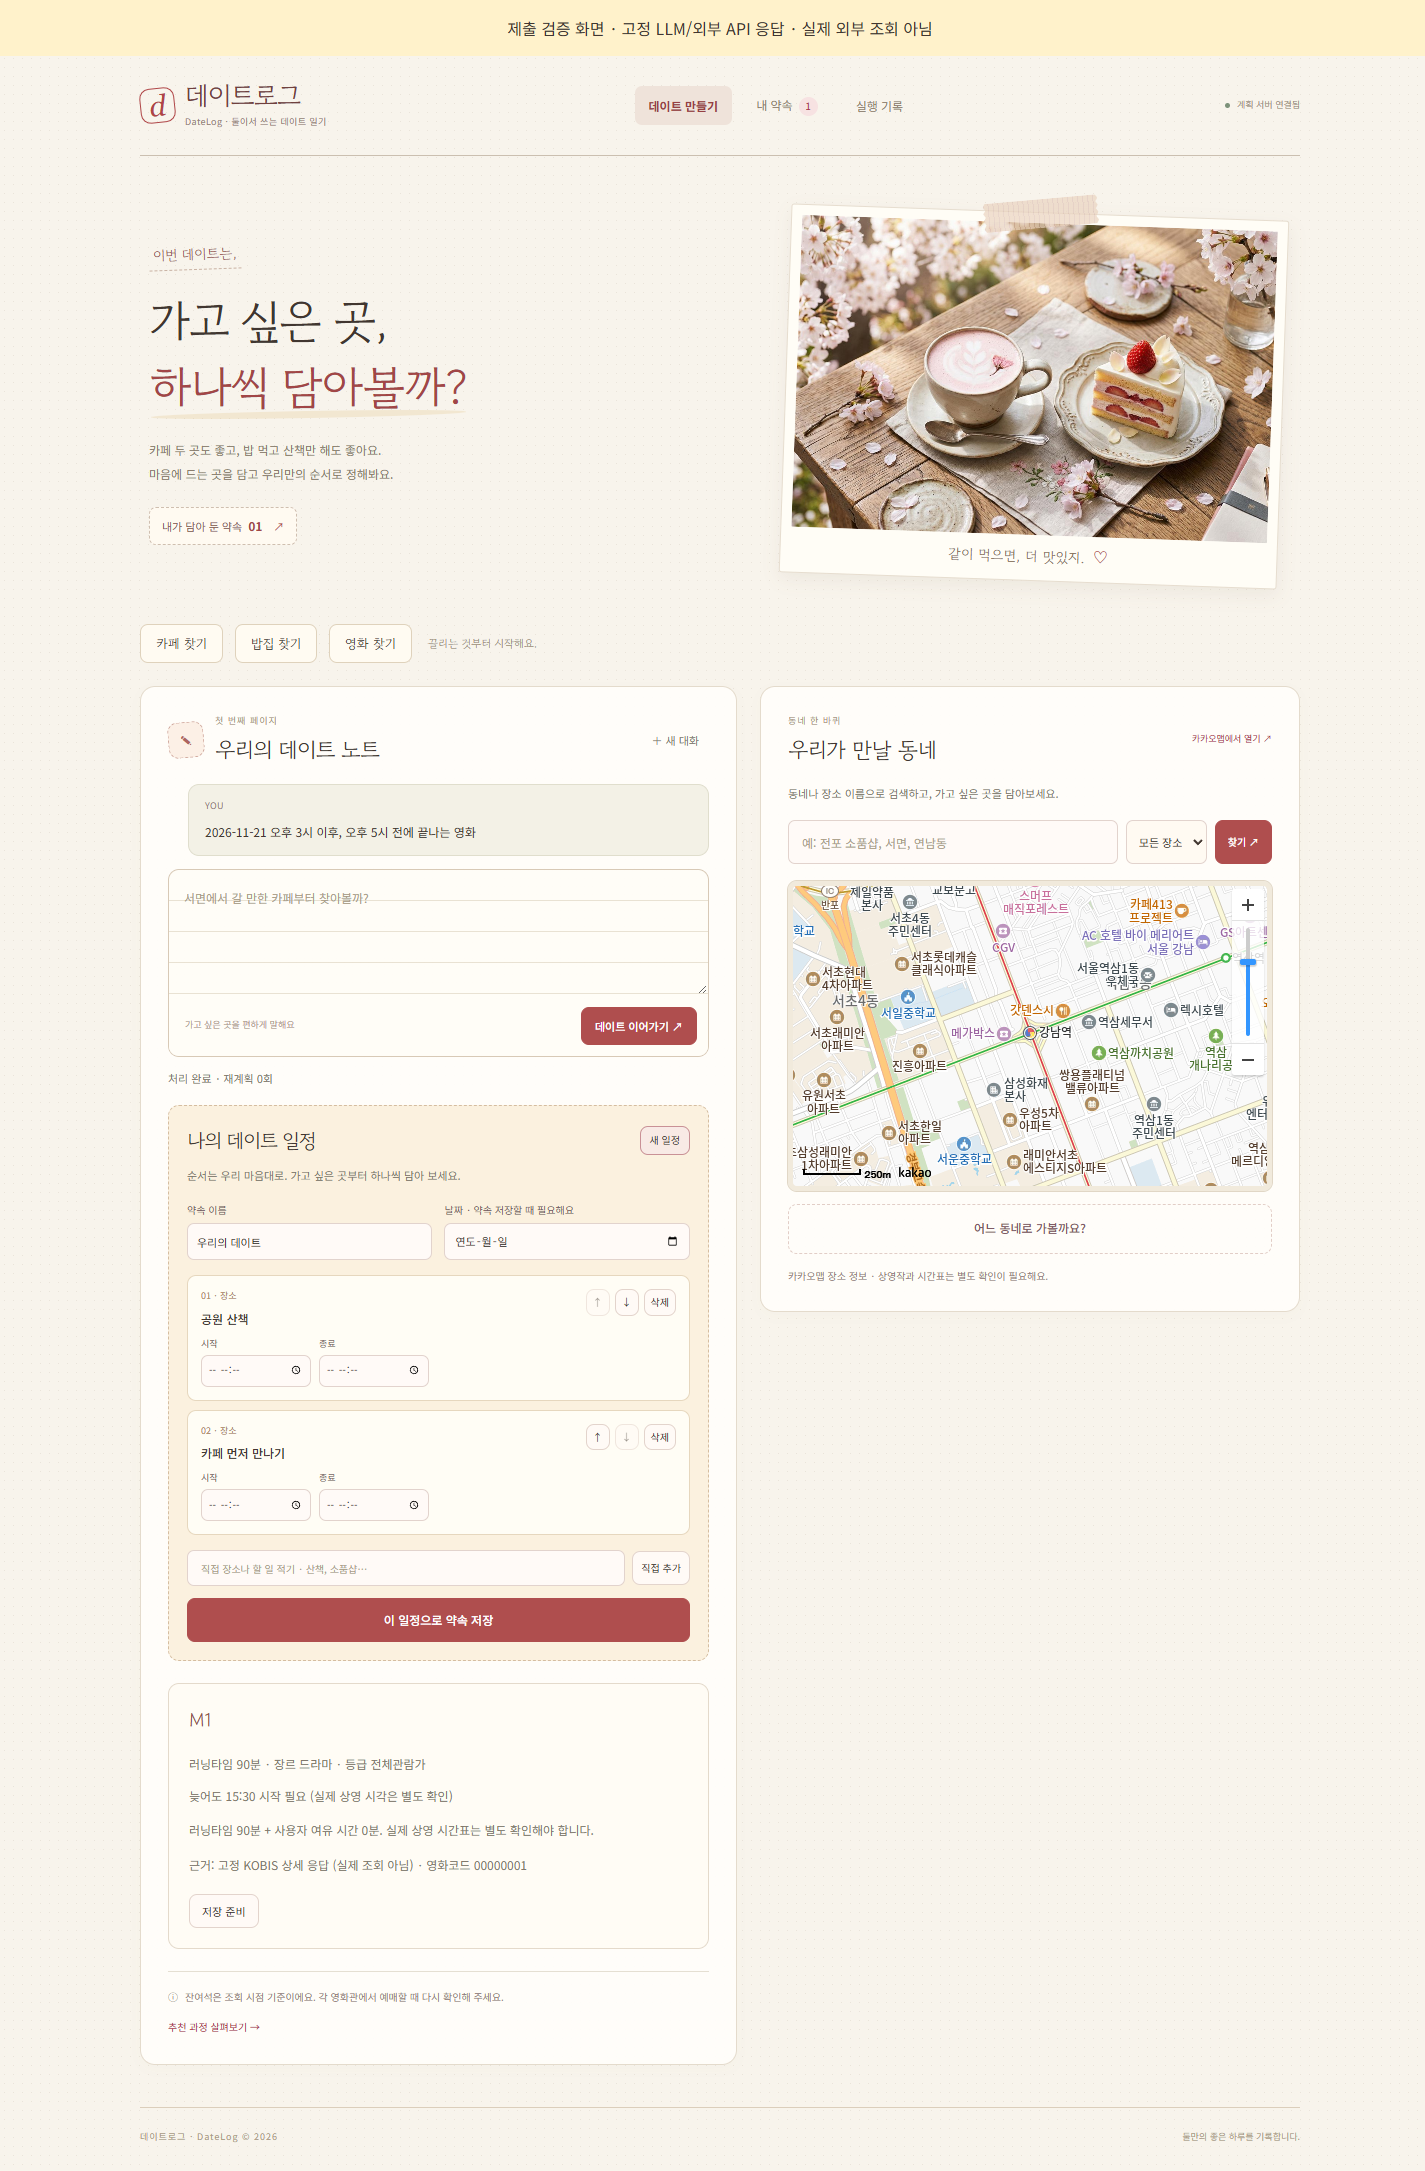 제출 검증 화면 · 고정 LLM/외부 API 응답 · 실제 외부 조회 아님
d 데이트로그
DateLog · 둘이서 쓰는 데이트 일기
데이트 만들기
내 약속 1
실행 기록
계획 서버 연결됨
이번 데이트는,
가고 싶은 곳,
하나씩 담아볼까?
카페 두 곳도 좋고, 밥 먹고 산책만 해도 좋아요.
마음에 드는 곳을 담고 우리만의 순서로 정해봐요.
내가 담아 둔 약속 01 ↗
같이 먹으면, 더 맛있지. ♡
카페 찾기
밥집 찾기
영화 찾기
끌리는 것부터 시작해요.
첫 번째 페이지
우리의 데이트 노트
+ 새 대화
YOU
2026-11-21 오후 3시 이후, 오후 5시 전에 끝나는 영화
서면에서 갈 만한 카페부터 찾아볼까?
가고 싶은 곳을 편하게 말해요
데이트 이어가기 ↗
처리 완료 · 재계획 0회
나의 데이트 일정
새 일정
순서는 우리 마음대로. 가고 싶은 곳부터 하나씩 담아 보세요.
약속 이름
날짜 · 약속 저장할 때 필요해요
우리의 데이트
연도-월-일
01 · 장소
공원 산책
↑ ↓ 삭제
시작
종료
-- --:--
-- --:--
02 · 장소
카페 먼저 만나기
↑ ↓ 삭제
시작
종료
-- --:--
-- --:--
직접 장소나 할 일 적기 · 산책, 소품샵…
직접 추가
이 일정으로 약속 저장
M1
러닝타임 90분 · 장르 드라마 · 등급 전체관람가
늦어도 15:30 시작 필요 (실제 상영 시각은 별도 확인)
러닝타임 90분 + 사용자 여유 시간 0분. 실제 상영 시간표는 별도 확인해야 합니다.
근거: 고정 KOBIS 상세 응답 (실제 조회 아님) · 영화코드 00000001
저장 준비
ⓘ 잔여석은 조회 시점 기준이에요. 각 영화관에서 예매할 때 다시 확인해 주세요.
추천 과정 살펴보기 →
동네 한 바퀴
우리가 만날 동네
카카오맵에서 열기 ↗
동네나 장소 이름으로 검색하고, 가고 싶은 곳을 담아보세요.
예: 전포 소품샵, 서면, 연남동
모든 장소
찾기 ↗
IC
반포
제일약품
본사
교보문고
스머프
매직포레스트
카페413
프로젝트
학교
서초4동
주민센터
CGV
AC 호텔 바이 메리어트
서울 강남
서초현대
4차아파트
서초롯데캐슬
클래식아파트
서울역삼1동
우체국
서초4동
서일중학교
갓덴스시
역삼세무서
렉시호텔
서초래미안
아파트
메가박스
강남역
진흥아파트
역삼까치공원
역삼
개나리공
유원서초
아파트
삼성화재
본사
쌍용플래티넘
밸류아파트
우성5차
아파트
역삼1동
주민센터
서초한일
아파트
삼성래미안
1차아파트
서운중학교
래미안서초
에스티지S아파트
250m kakao
어느 동네로 가볼까요?
카카오맵 장소 정보 · 상영작과 시간표는 별도 확인이 필요해요.
데이트로그 · DateLog © 2026
둘만의 좋은 하루를 기록합니다.